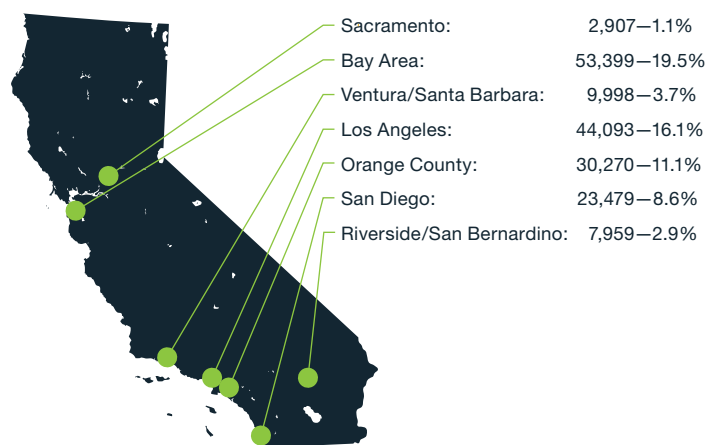 Sacramento: 2,907—1.1%
Bay Area: 53,399—19.5%
Ventura/Santa Barbara: 9,998—3.7%
Los Angeles: 44,093—16.1%
Orange County: 30,270—11.1%
San Diego: 23,479—8.6%
Riverside/San Bernardino: 7,959—2.9%